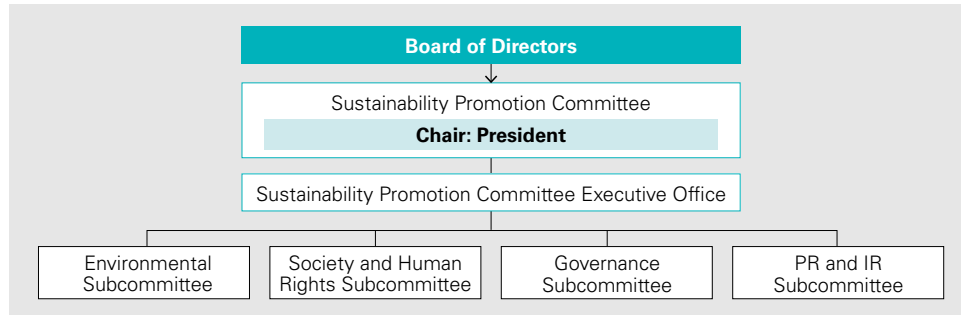 Board of Directors
Sustainability Promotion Committee
Chair: President
Sustainability Promotion Committee Executive Office
Environmental
Subcommittee
Society and Human
Rights Subcommittee
Governance
Subcommittee
PR and IR
Subcommittee